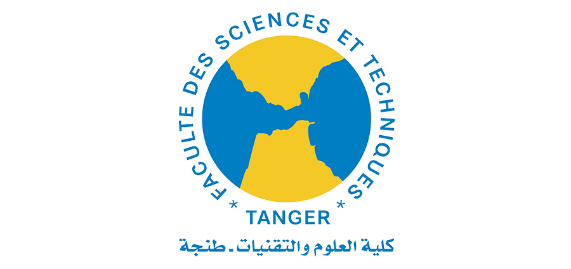 FACULTE DES SCIENCES ET TECHNIQUES
* TANGER *
كلية العلوم والتقنيات - طنجة